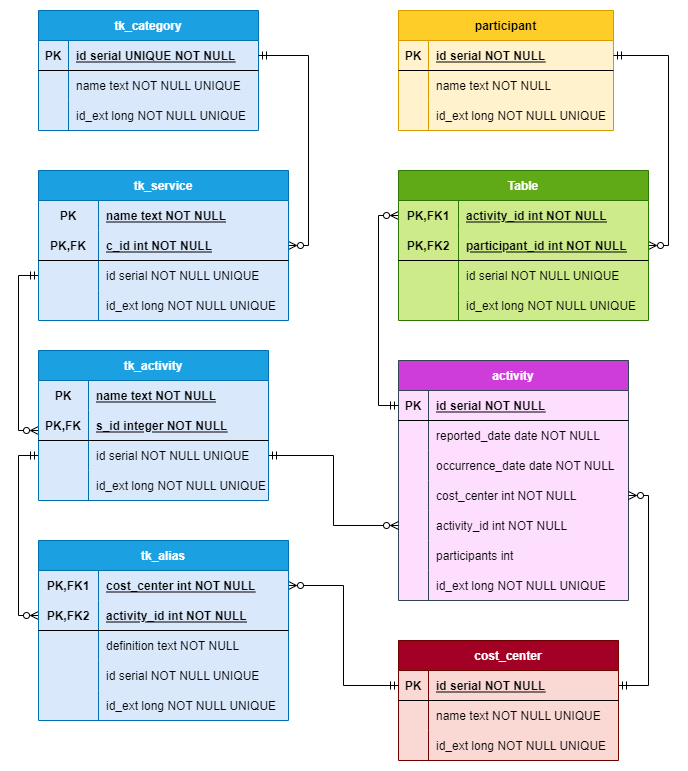 tk_category
PK id serial UNIQUE NOT NULL
name text NOT NULL UNIQUE
id_ext long NOT NULL UNIQUE
participant
PK id serial NOT NULL
name text NOT NULL
id_ext long NOT NULL UNIQUE
tk_service
PK name text NOT NULL
PK,FK c_id int NOT NULL
id serial NOT NULL UNIQUE
id_ext long NOT NULL UNIQUE
Table
PK,FK1 activity_id int NOT NULL
PK,FK2 participant_id int NOT NULL
id serial NOT NULL UNIQUE
id_ext long NOT NULL UNIQUE
tk_activity
PK name text NOT NULL
PK,FK s_id integer NOT NULL
id serial NOT NULL UNIQUE
id_ext long NOT NULL UNIQUE
activity
PK id serial NOT NULL
reported_date date NOT NULL
occurrence_date date NOT NULL
cost_center int NOT NULL
activity_id int NOT NULL
participants int
id_ext long NOT NULL UNIQUE
tk_alias
PK,FK1 cost_center int NOT NULL
PK,FK2 activity_id int NOT NULL
definition text NOT NULL
id serial NOT NULL UNIQUE
id_ext long NOT NULL UNIQUE
cost_center
PK id serial NOT NULL
name text NOT NULL UNIQUE
id_ext long NOT NULL UNIQUE